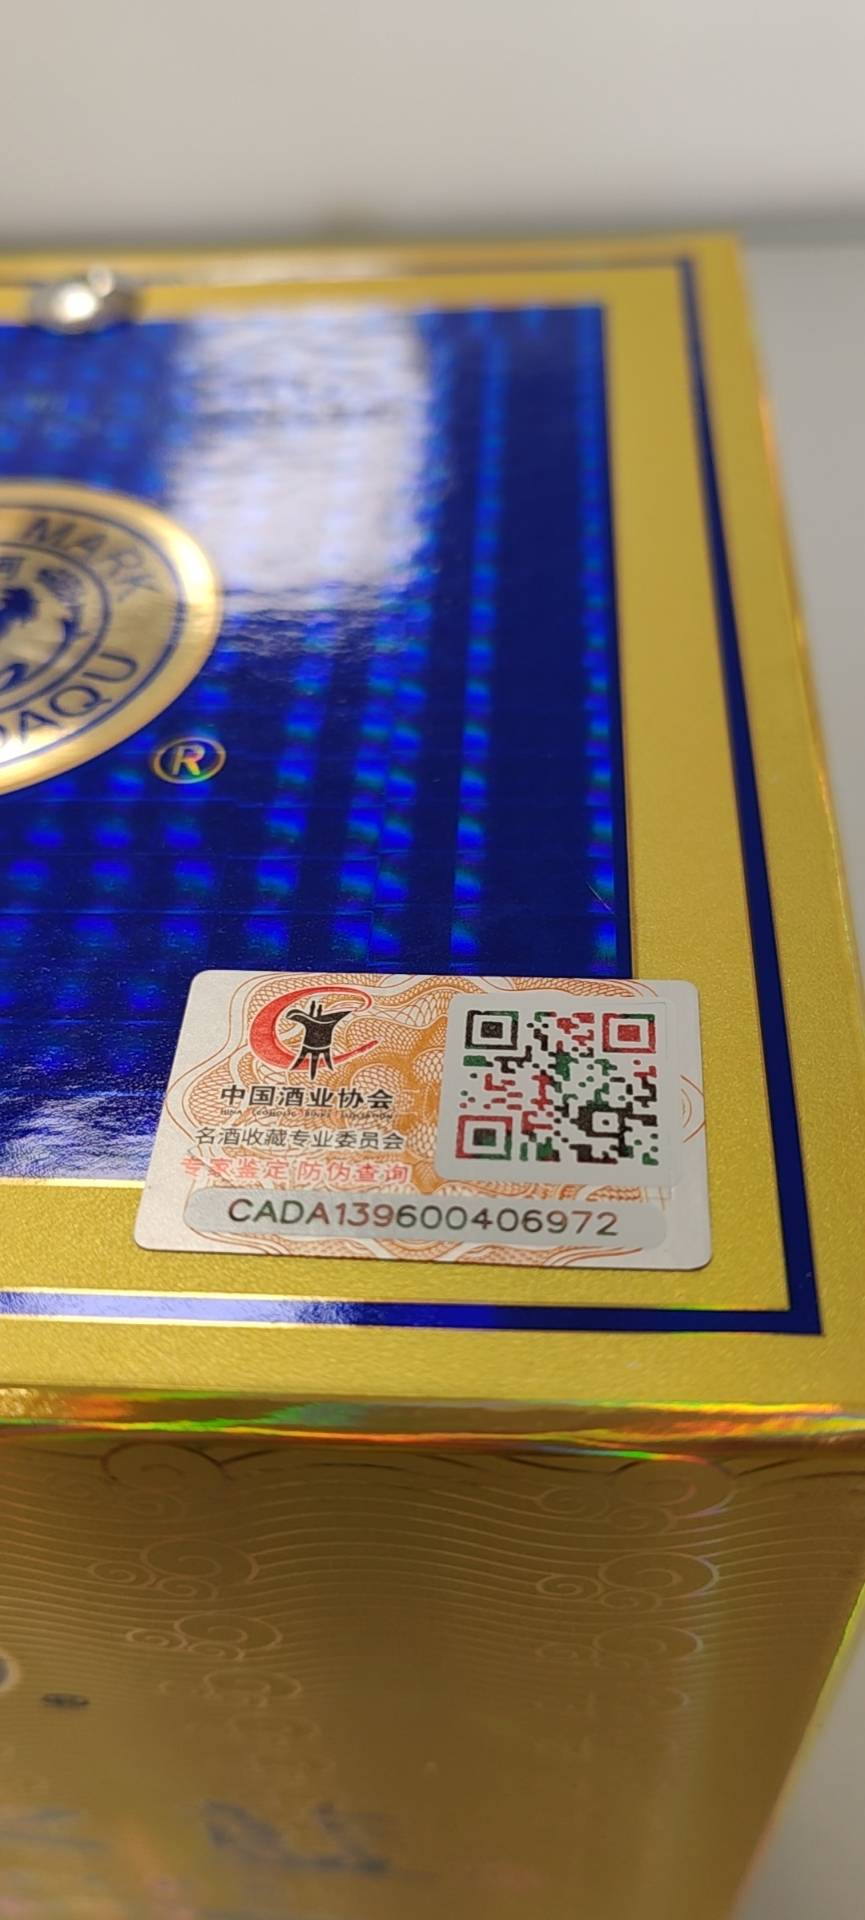 MARK
DAQU
®
中国酒业协会
名酒收藏专业委员会
专家鉴定 防伪查询
CADA139600406972